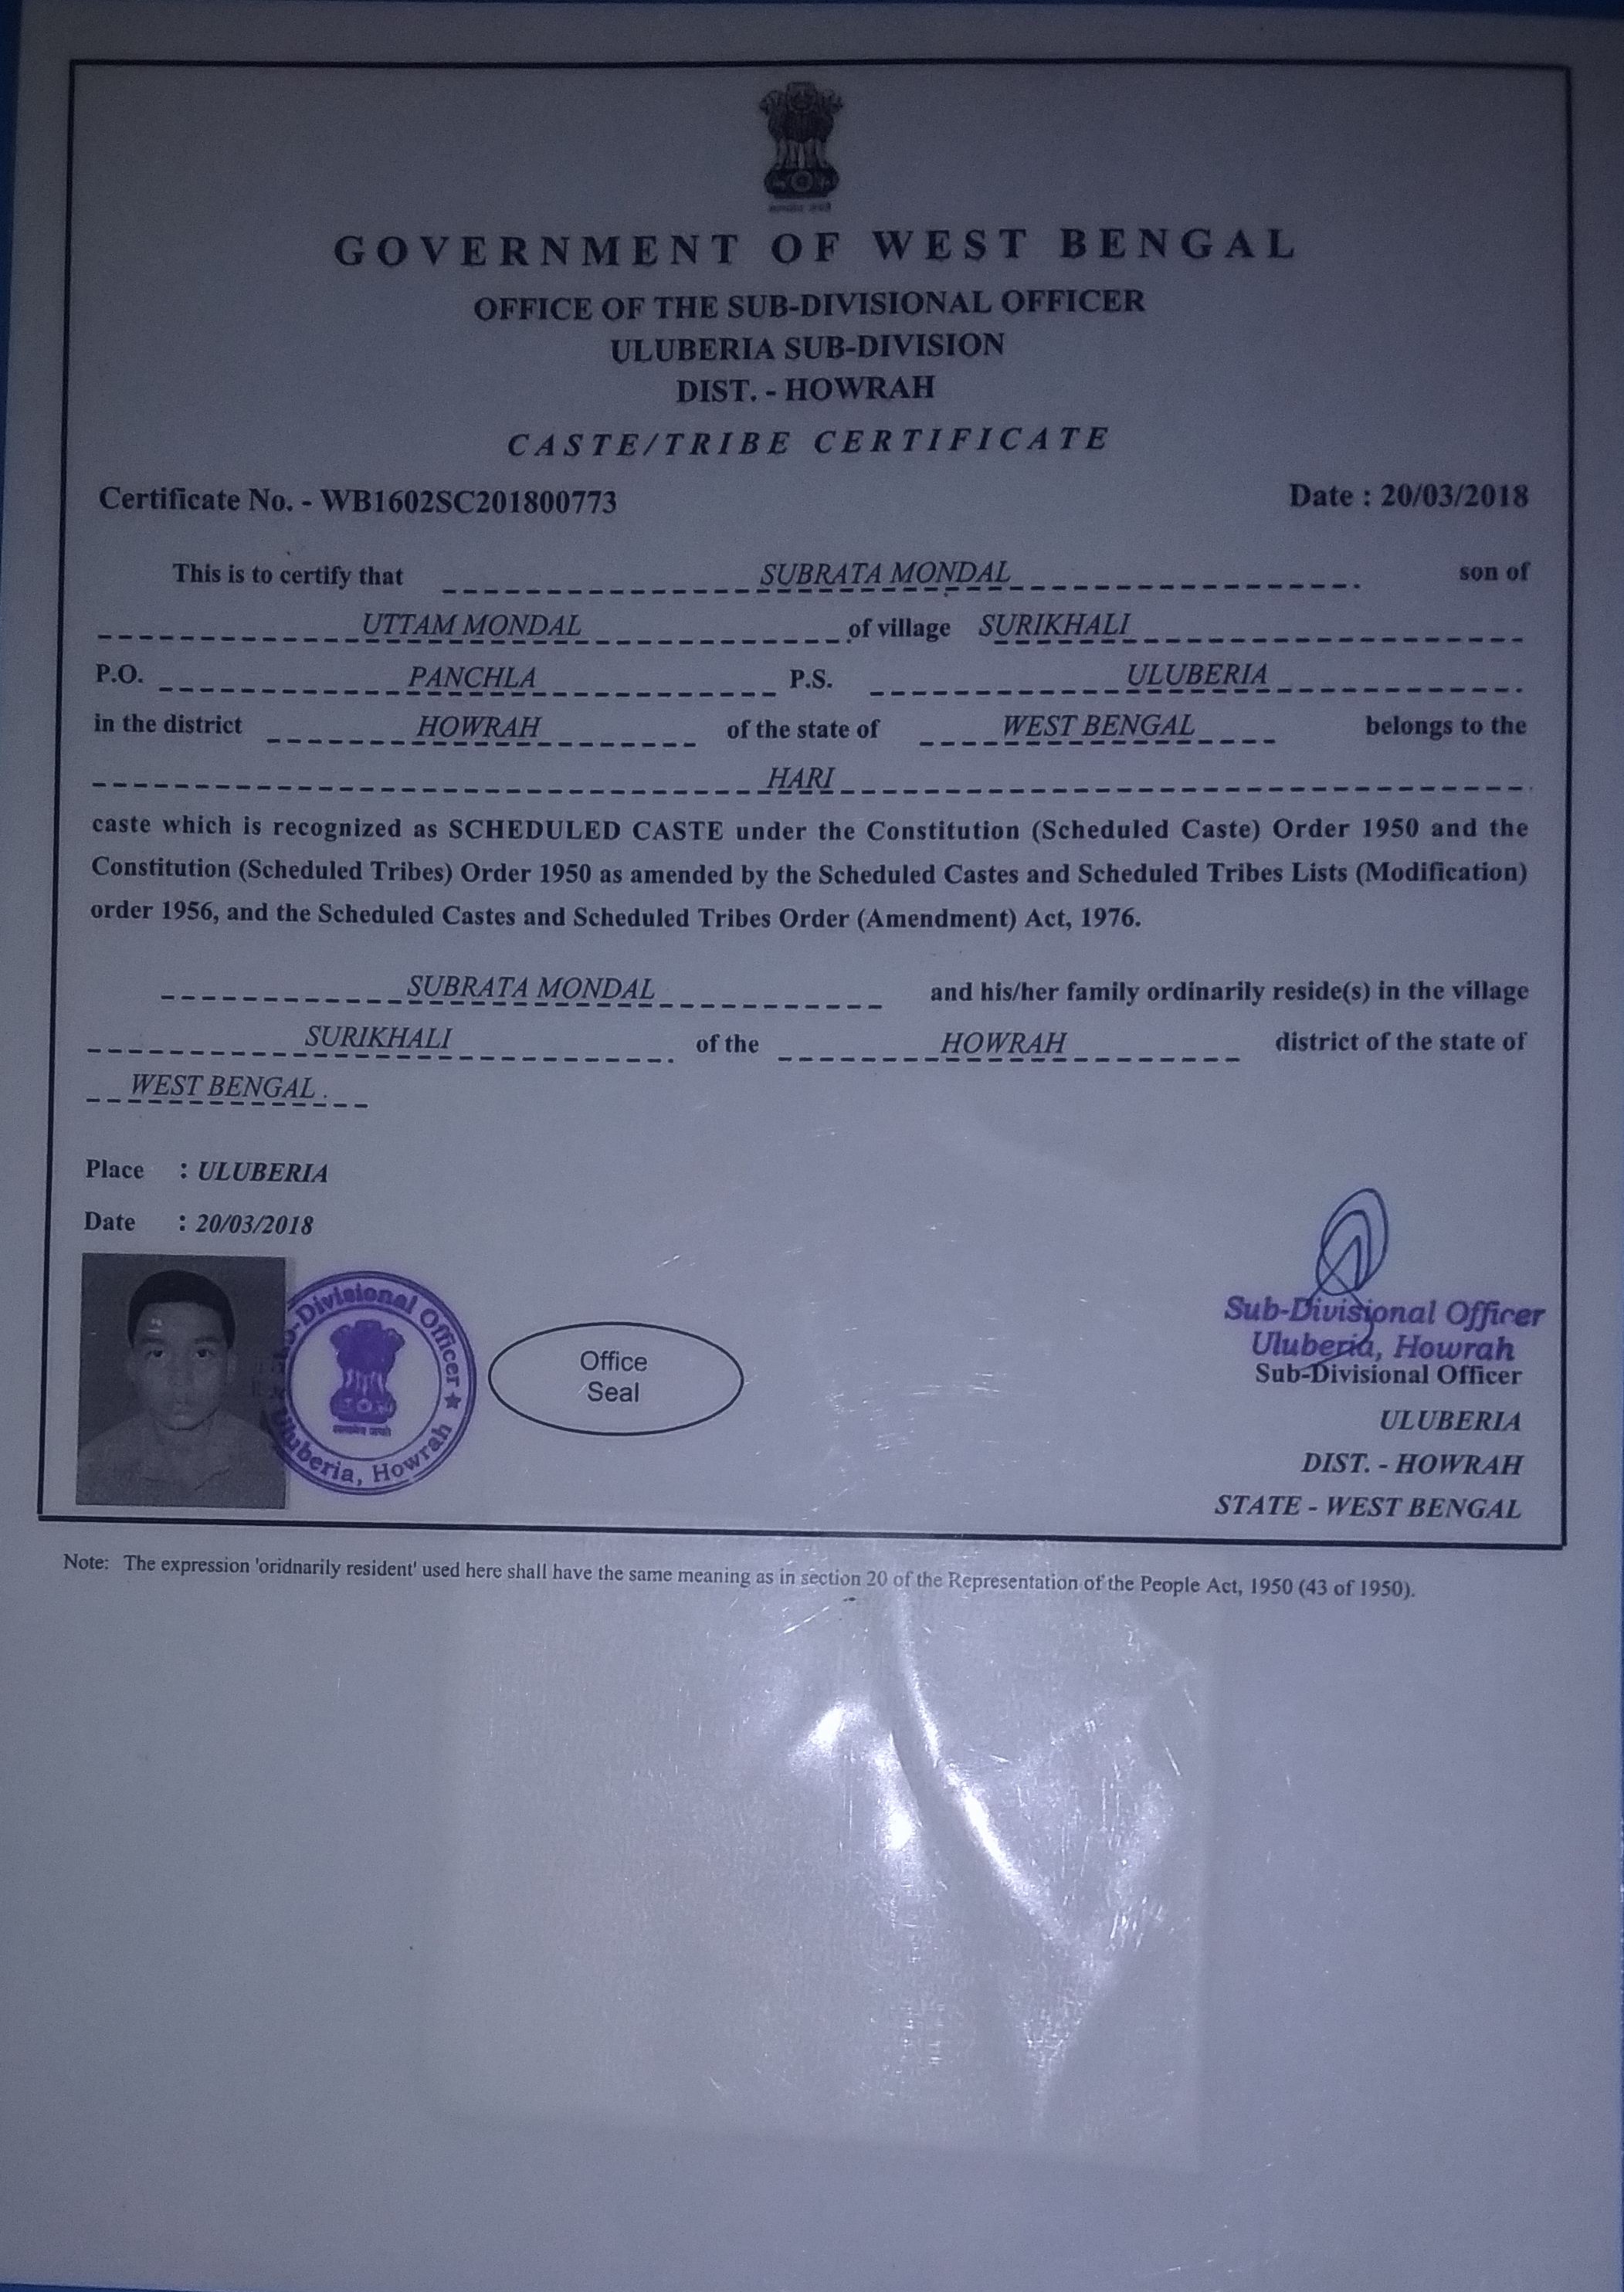 GOVERNMENT OF WEST BENGAL
OFFICE OF THE SUB-DIVISIONAL OFFICER
ULUBERIA SUB-DIVISION
DIST. - HOWRAH
CASTE/TRIBE CERTIFICATE
Certificate No. - WB1602SC201800773 Date : 20/03/2018
This is to certify that SUBRATA MONDAL son of
UTTAM MONDAL of village SURIKHALI
P.O. PANCHLA P.S. ULUBERIA
in the district HOWRAH of the state of WEST BENGAL belongs to the
HARI
caste which is recognized as SCHEDULED CASTE under the Constitution (Scheduled Caste) Order 1950 and the
Constitution (Scheduled Tribes) Order 1950 as amended by the Scheduled Castes and Scheduled Tribes Lists (Modification)
order 1956, and the Scheduled Castes and Scheduled Tribes Order (Amendment) Act, 1976.
SUBRATA MONDAL and his/her family ordinarily reside(s) in the village
SURIKHALI of the HOWRAH district of the state of
WEST BENGAL .
Place : ULUBERIA
Date : 20/03/2018
Divisional Officer ★
Uluberia, Howrah
Office
Seal
Sub-Divisional Officer
Uluberia, Howrah
Sub-Divisional Officer
ULUBERIA
DIST. - HOWRAH
STATE - WEST BENGAL
Note: The expression 'oridnarily resident' used here shall have the same meaning as in section 20 of the Representation of the People Act, 1950 (43 of 1950).